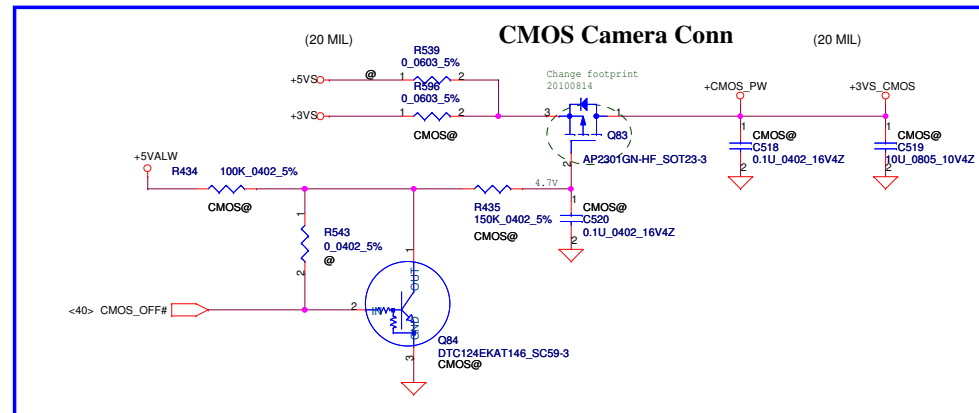 (20 MIL)
CMOS Camera Conn
(20 MIL)
R539
0_0603_5%
+5VS
@
1
2
R596
0_0603_5%
+3VS
1
2
CMOS@
Change footprint
20100814
3
1
Q83
AP2301GN-HF_SOT23-3
2
+CMOS_PW
+3VS_CMOS
1
CMOS@
C518
0.1U_0402_16V4Z
2
1
CMOS@
C519
10U_0805_10V4Z
2
+5VALW
R434
100K_0402_5%
CMOS@
R435
150K_0402_5%
CMOS@
4.7V
1
CMOS@
C520
0.1U_0402_16V4Z
2
1
R543
0_0402_5%
@
2
1
OUT
<40> CMOS_OFF#
2
IN
GND
Q84
DTC124EKAT146_SC59-3
CMOS@
3